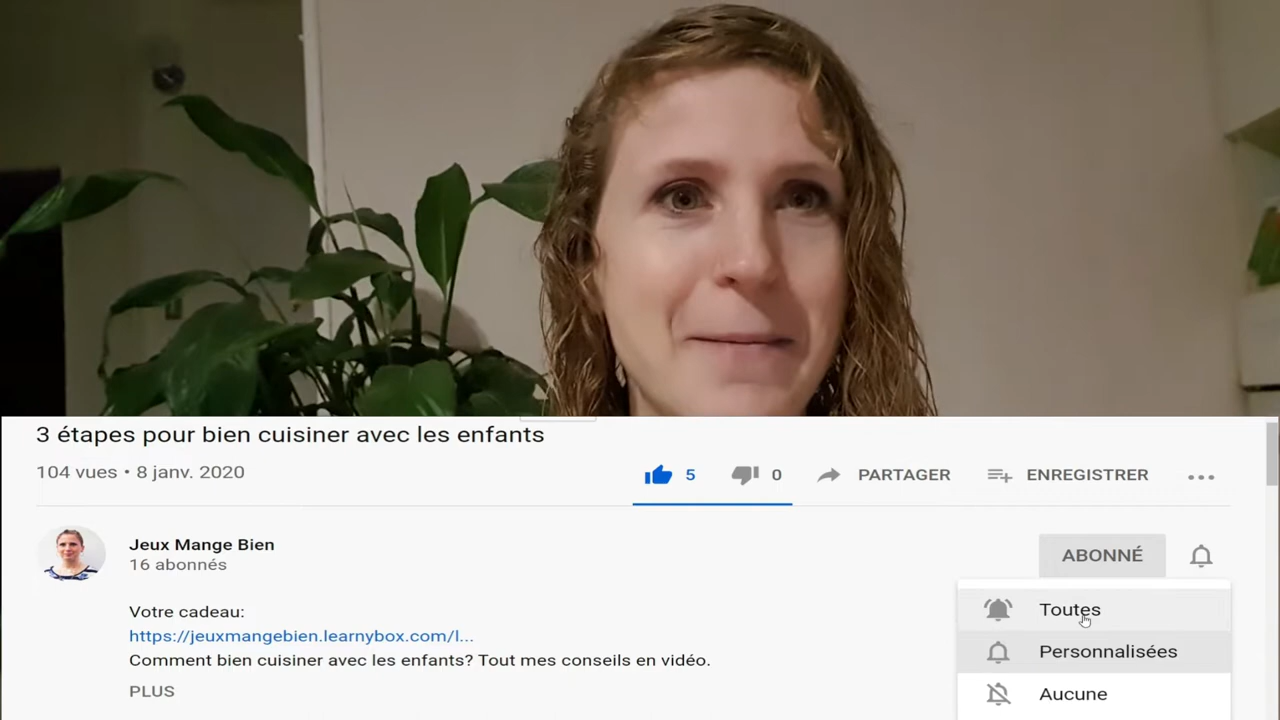 3 étapes pour bien cuisiner avec les enfants
104 vues • 8 janv. 2020
5
0
PARTAGER
ENREGISTRER
Jeux Mange Bien
16 abonnés
ABONNÉ
Votre cadeau:
https://jeuxmangebien.learnybox.com/l...
Comment bien cuisiner avec les enfants? Tout mes conseils en vidéo.
PLUS
Toutes
Personnalisées
Aucune